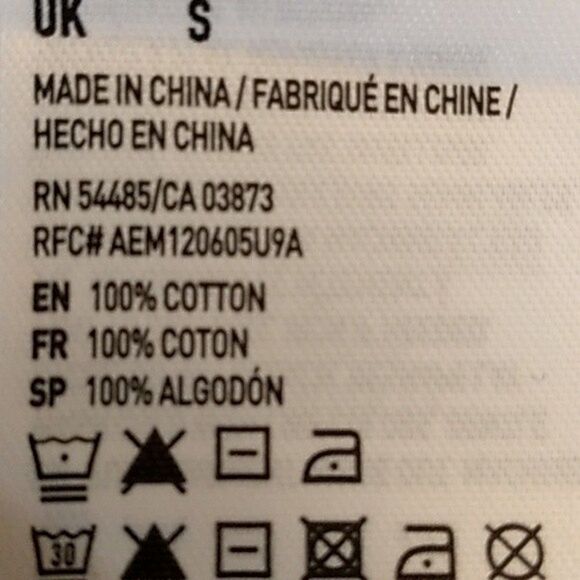 UK S
MADE IN CHINA / FABRIQUÉ EN CHINE /
HECHO EN CHINA
RN 54485/CA 03873
RFC# AEM120605U9A
EN 100% COTTON
FR 100% COTON
SP 100% ALGODÓN
30